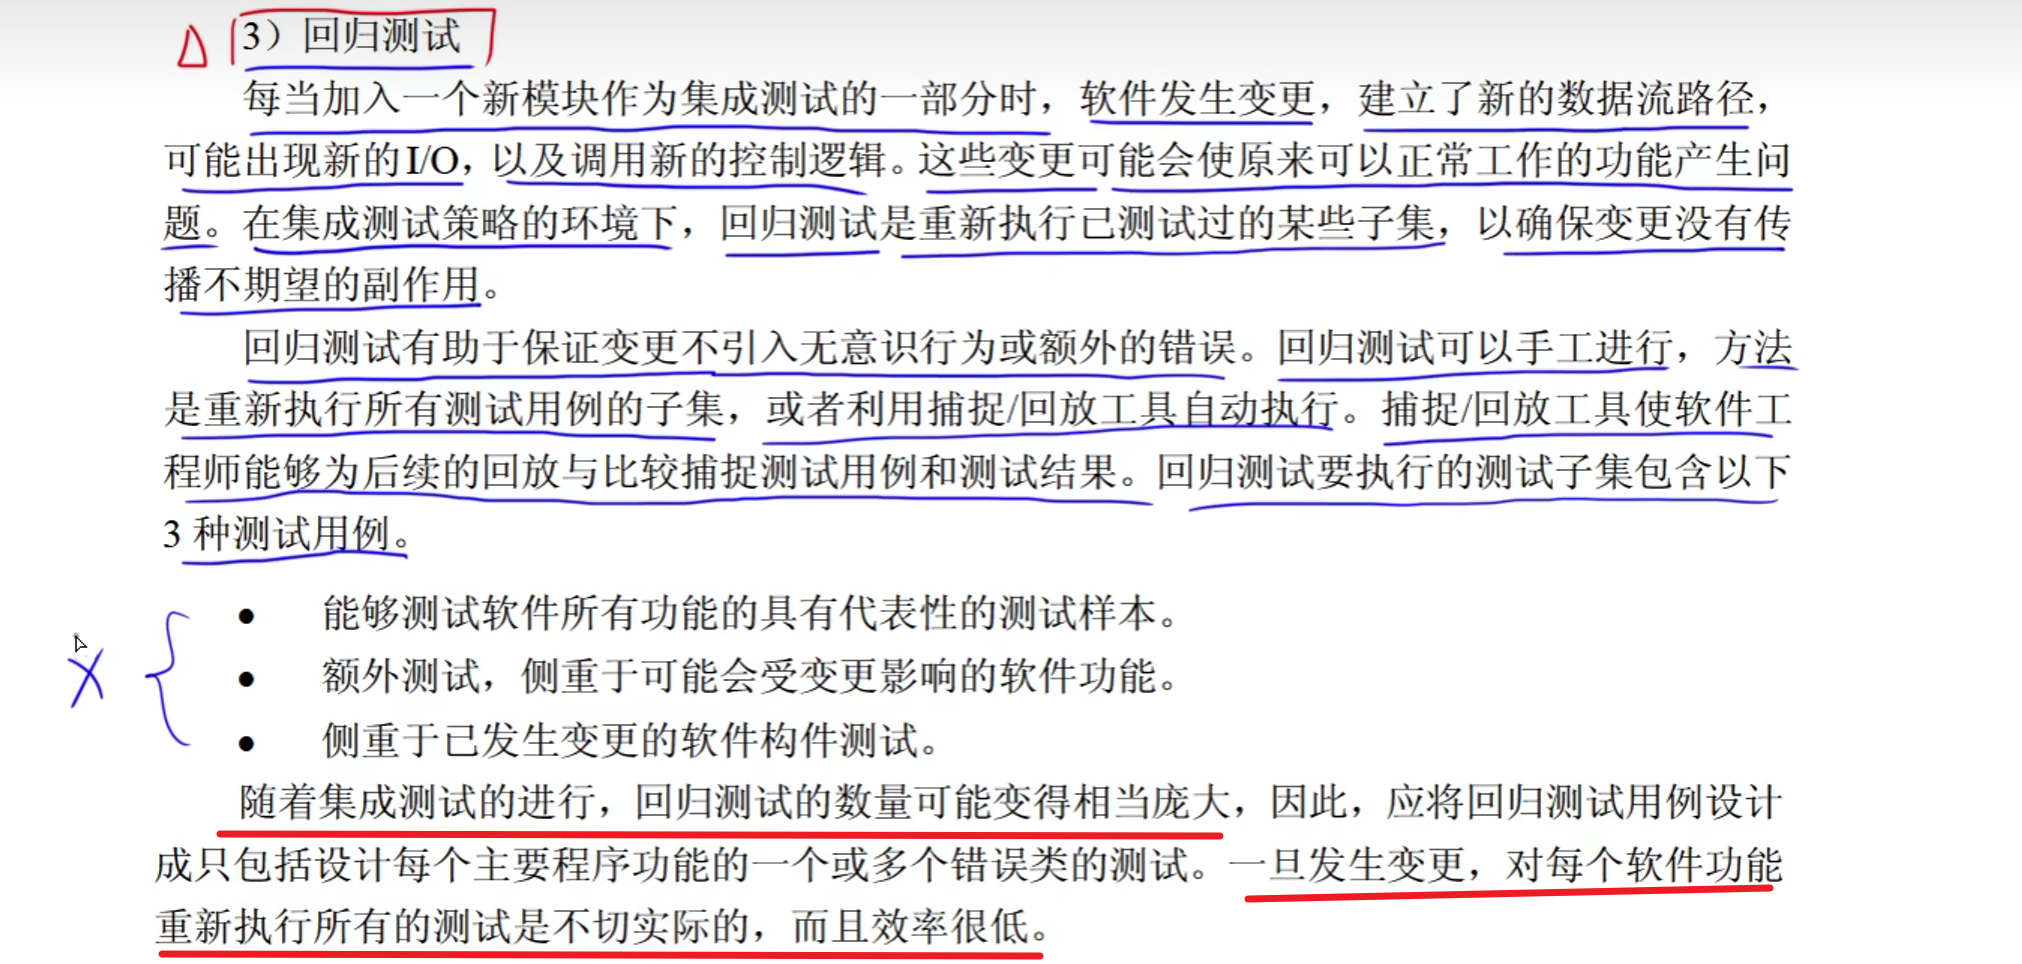 3）回归测试
每当加入一个新模块作为集成测试的一部分时，软件发生变更，建立了新的数据流路径，
可能出现新的I/O，以及调用新的控制逻辑。这些变更可能会使原来可以正常工作的功能产生问
题。在集成测试策略的环境下，回归测试是重新执行已测试过的某些子集，以确保变更没有传
播不期望的副作用。
回归测试有助于保证变更不引入无意识行为或额外的错误。回归测试可以手工进行，方法
是重新执行所有测试用例的子集，或者利用捕捉/回放工具自动执行。捕捉/回放工具使软件工
程师能够为后续的回放与比较捕捉测试用例和测试结果。回归测试要执行的测试子集包含以下
3 种测试用例。
● 能够测试软件所有功能的具有代表性的测试样本。
● 额外测试，侧重于可能会受变更影响的软件功能。
● 侧重于已发生变更的软件构件测试。
随着集成测试的进行，回归测试的数量可能变得相当庞大，因此，应将回归测试用例设计
成只包括设计每个主要程序功能的一个或多个错误类的测试。一旦发生变更，对每个软件功能
重新执行所有的测试是不切实际的，而且效率很低。